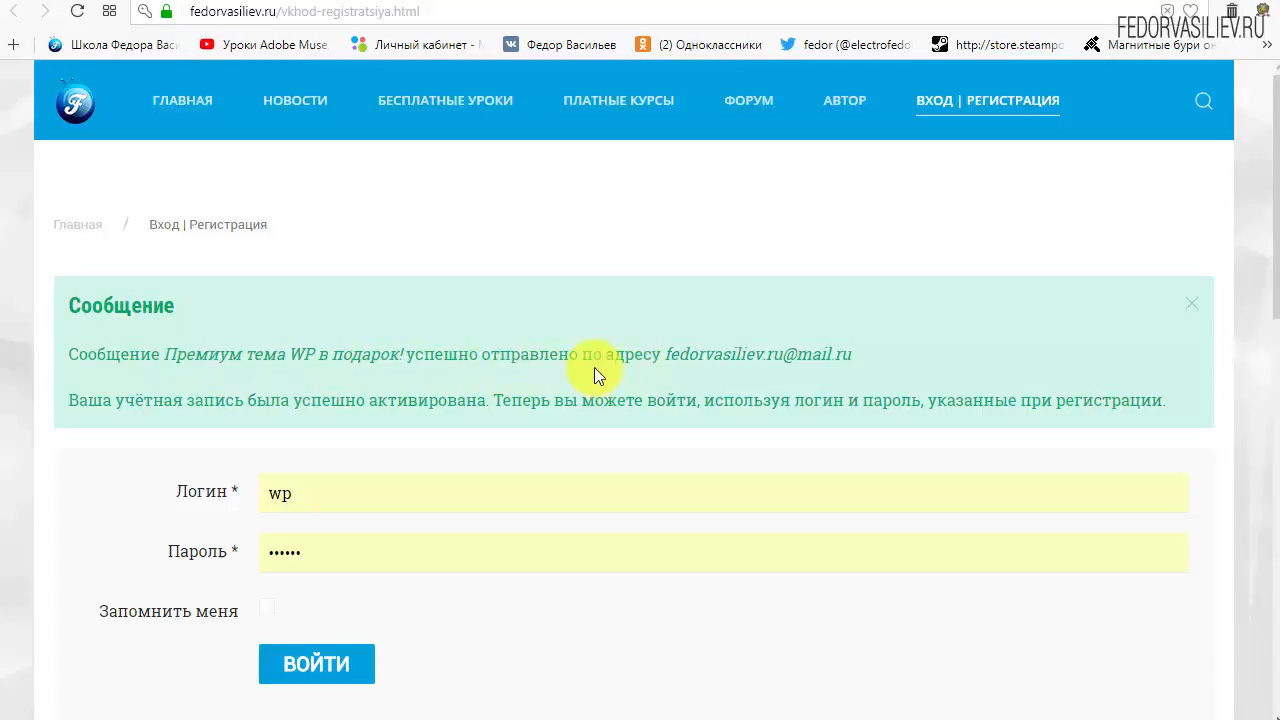 fedorvasiliev.ru/vkhod-registratsiya.html
FEDORVASILIEV.RU
Школа Федора Васи
Уроки Adobe Muse
Личный кабинет -
Федор Васильев
(2) Одноклассники
fedor (@electrofedo
http://store.steampo
Магнитные бури он
ГЛАВНАЯ
НОВОСТИ
БЕСПЛАТНЫЕ УРОКИ
ПЛАТНЫЕ КУРСЫ
ФОРУМ
АВТОР
ВХОД | РЕГИСТРАЦИЯ
Главная / Вход | Регистрация
Сообщение
Сообщение Премиум тема WP в подарок! успешно отправлено по адресу fedorvasiliev.ru@mail.ru
Ваша учётная запись была успешно активирована. Теперь вы можете войти, используя логин и пароль, указанные при регистрации.
Логин *
wp
Пароль *
••••••
Запомнить меня
ВОЙТИ